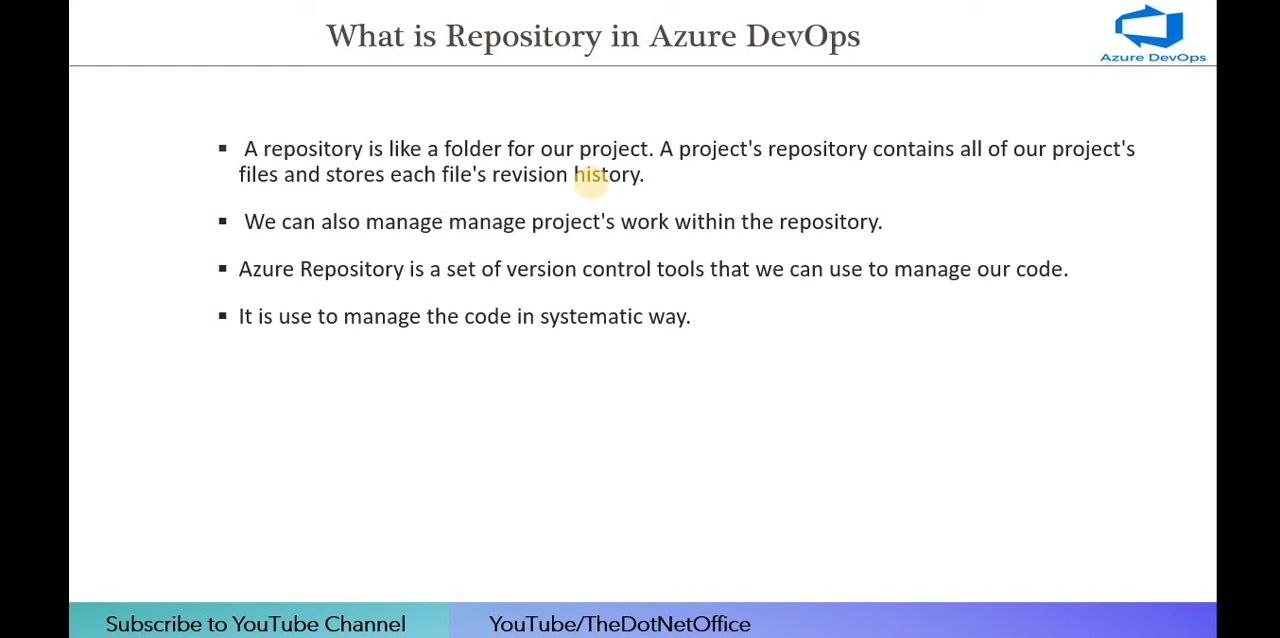 What is Repository in Azure DevOps
Azure DevOps
▪ A repository is like a folder for our project. A project's repository contains all of our project's
files and stores each file's revision history.
▪ We can also manage manage project's work within the repository.
▪ Azure Repository is a set of version control tools that we can use to manage our code.
▪ It is use to manage the code in systematic way.
Subscribe to YouTube Channel
YouTube/TheDotNetOffice